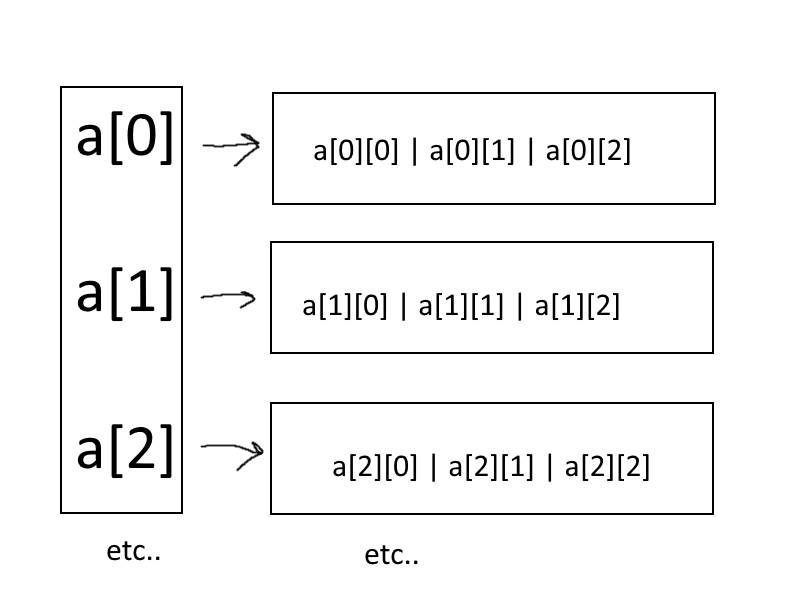 a[0]
a[0][0] | a[0][1] | a[0][2]
a[1]
a[1][0] | a[1][1] | a[1][2]
a[2]
a[2][0] | a[2][1] | a[2][2]
etc..
etc..